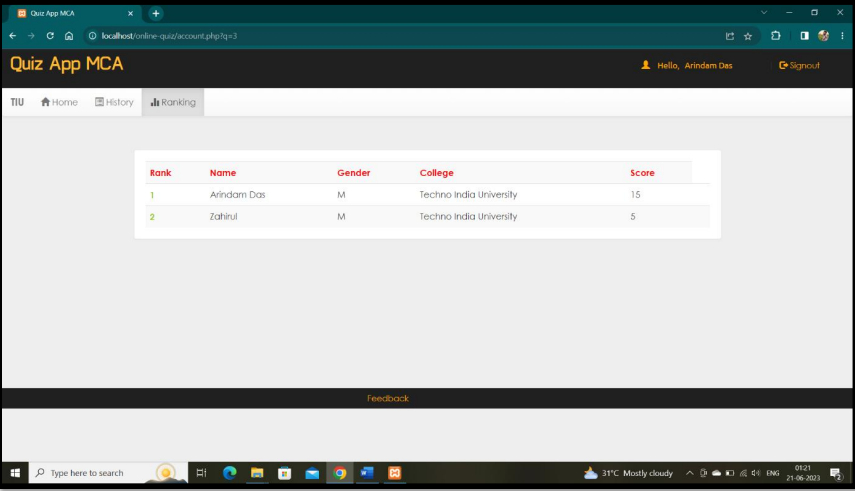 Quiz App MCA
localhost/online-quiz/account.php?q=3
Quiz App MCA
Hello, Arindam Das
Signout
TIU Home History Ranking
Rank Name Gender College Score
1 Arindam Das M Techno India University 15
2 Zahirul M Techno India University 5
Feedback
Type here to search
31°C Mostly cloudy
ENG
01:21
21-06-2023
2